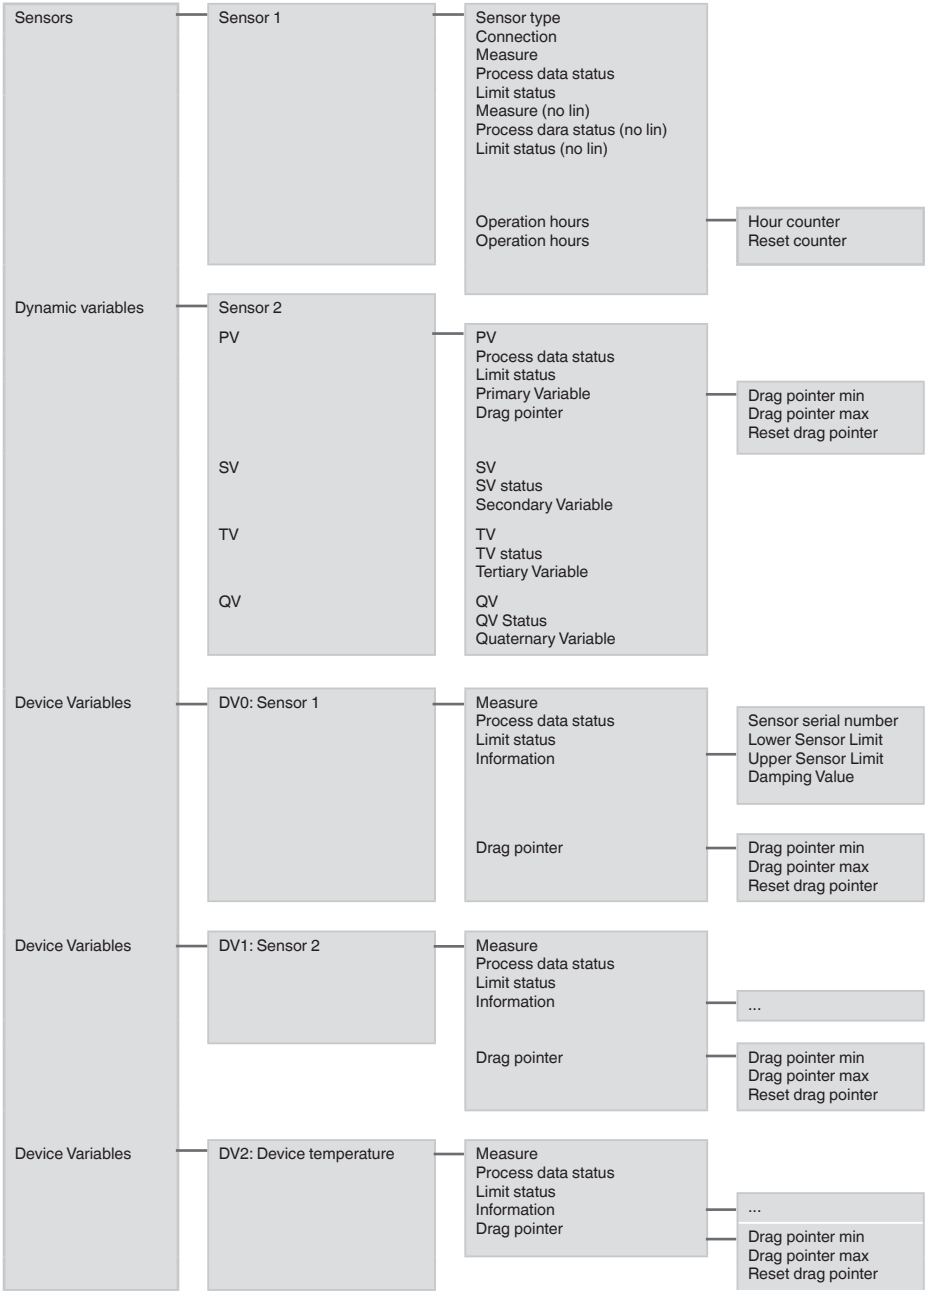 Sensors
Sensor 1
Sensor type
Connection
Measure
Process data status
Limit status
Measure (no lin)
Process dara status (no lin)
Limit status (no lin)
Operation hours
Operation hours
Hour counter
Reset counter
Dynamic variables
Sensor 2
PV
PV
Process data status
Limit status
Primary Variable
Drag pointer
Drag pointer min
Drag pointer max
Reset drag pointer
SV
SV
SV status
Secondary Variable
TV
TV
TV status
Tertiary Variable
QV
QV
QV Status
Quaternary Variable
Device Variables
DV0: Sensor 1
Measure
Process data status
Limit status
Information
Sensor serial number
Lower Sensor Limit
Upper Sensor Limit
Damping Value
Drag pointer
Drag pointer min
Drag pointer max
Reset drag pointer
Device Variables
DV1: Sensor 2
Measure
Process data status
Limit status
Information
...
Drag pointer
Drag pointer min
Drag pointer max
Reset drag pointer
Device Variables
DV2: Device temperature
Measure
Process data status
Limit status
Information
Drag pointer
...
Drag pointer min
Drag pointer max
Reset drag pointer